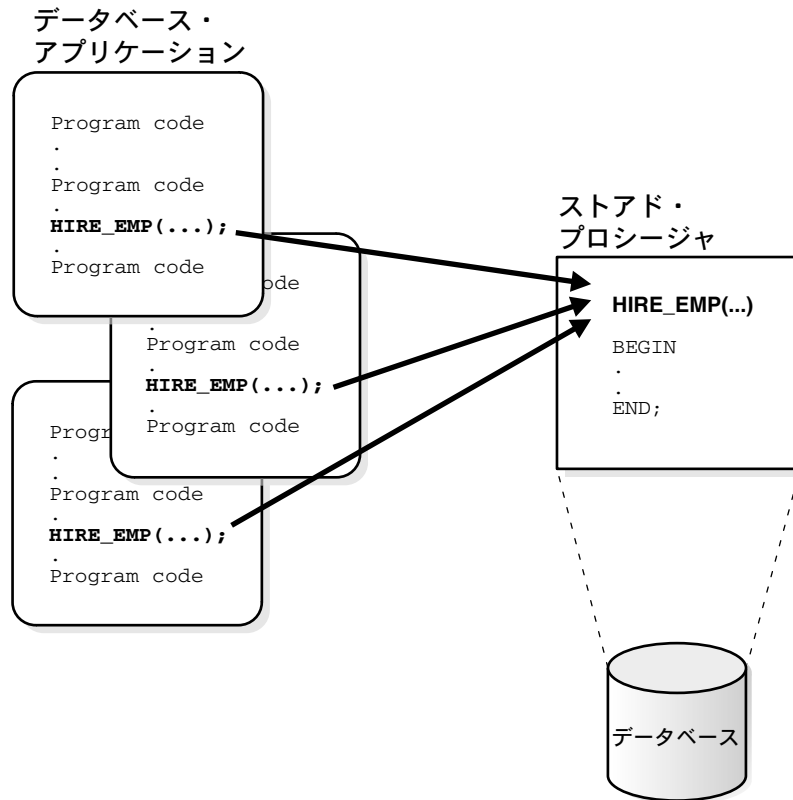 データベース・
アプリケーション
Program code
.
.
Program code
.
HIRE_EMP(...);
.
Program code
ode
.
Program code
.
HIRE_EMP(...);
.
Program code
Progr
.
.
Program code
.
HIRE_EMP(...);
.
Program code
ストアド・
プロシージャ
HIRE_EMP(...)
BEGIN
.
.
END;
データベース